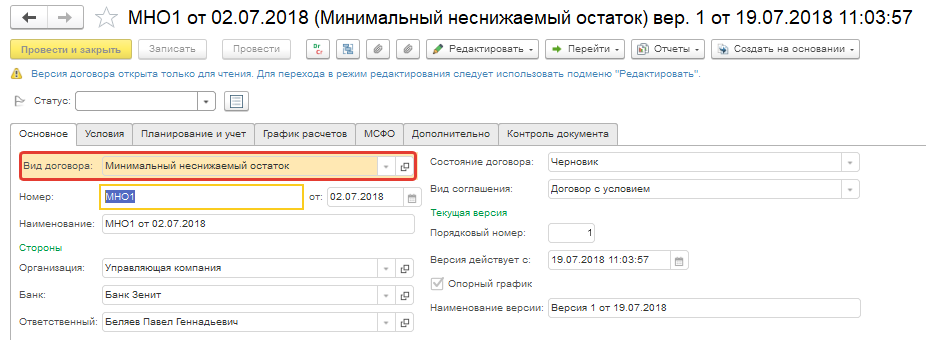 МНО1 от 02.07.2018 (Минимальный неснижаемый остаток) вер. 1 от 19.07.2018 11:03:57
Провести и закрыть Записать Провести Dr Cr Редактировать Перейти Отчеты Создать на основании
Версия договора открыта только для чтения. Для перехода в режим редактирования следует использовать подменю "Редактировать".
Статус:
Основное Условия Планирование и учет График расчетов МСФО Дополнительно Контроль документа
Вид договора: Минимальный неснижаемый остаток Состояние договора: Черновик
Номер: МНО1 от: 02.07.2018 Вид соглашения: Договор с условием
Наименование: МНО1 от 02.07.2018 Текущая версия
Порядковый номер: 1
Стороны
Организация: Управляющая компания Версия действует с: 19.07.2018 11:03:57
Опорный график
Банк: Банк Зенит Наименование версии: Версия 1 от 19.07.2018
Ответственный: Беляев Павел Геннадьевич